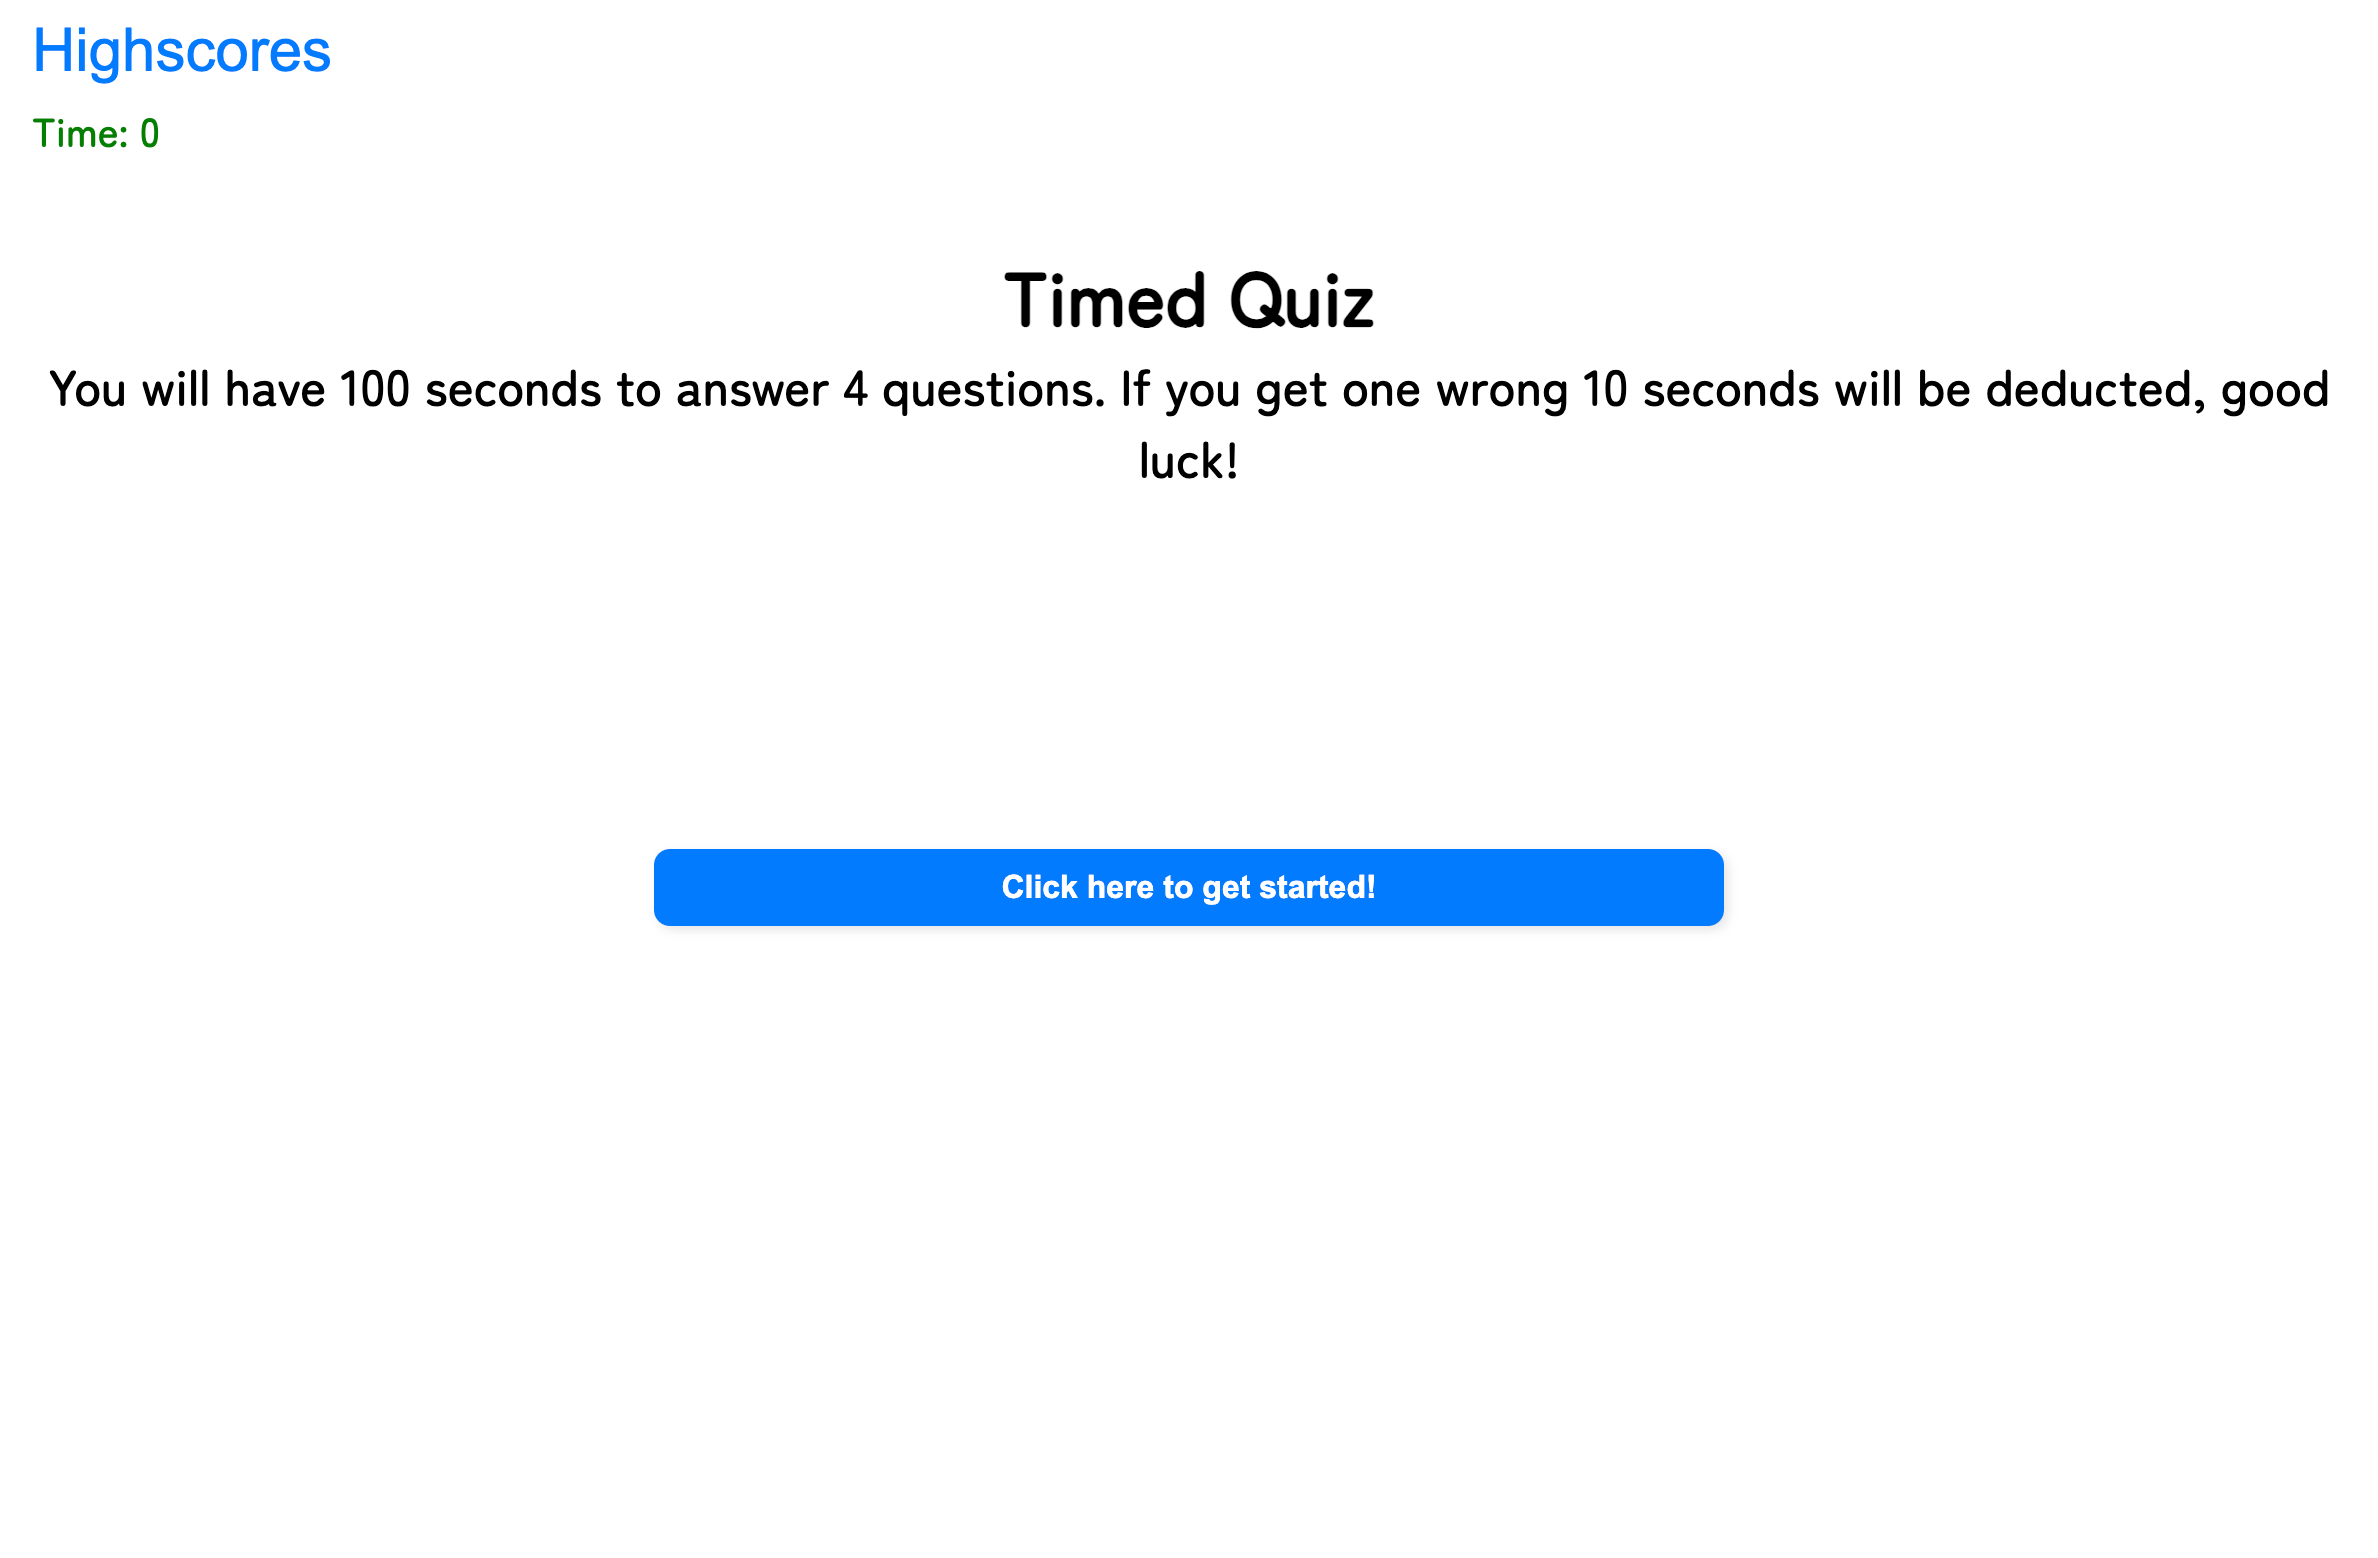 Highscores
Time: 0
Timed Quiz
You will have 100 seconds to answer 4 questions. If you get one wrong 10 seconds will be deducted, good
luck!
Click here to get started!